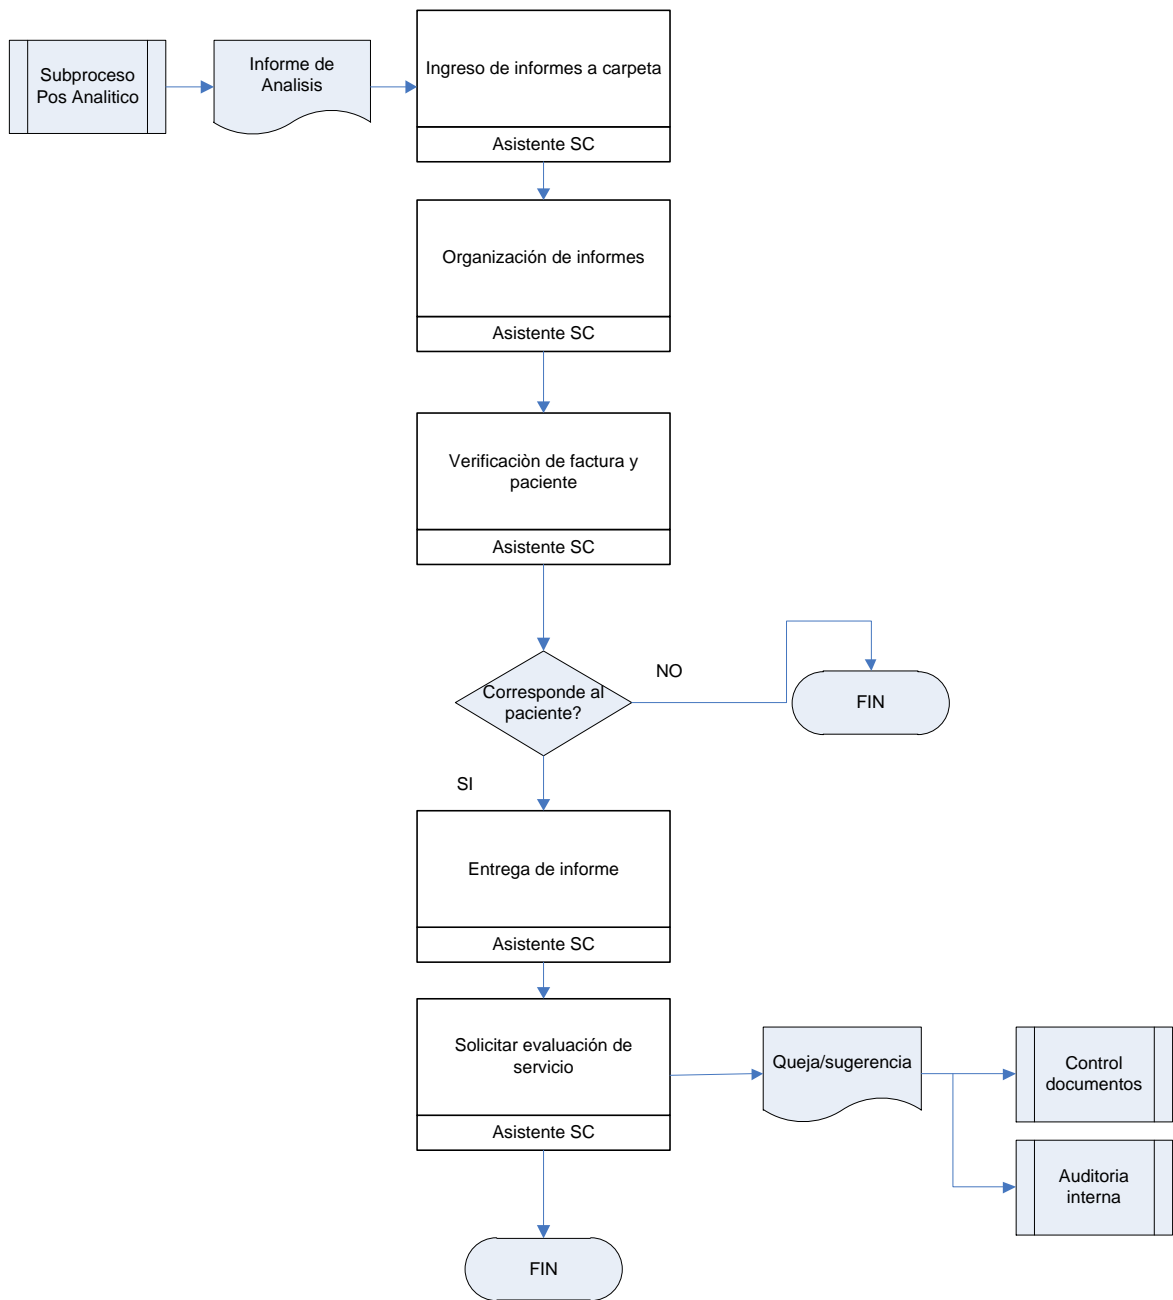 Subproceso
Pos Analitico
Informe de
Analisis
Ingreso de informes a carpeta
Asistente SC
Organización de informes
Asistente SC
Verificaciòn de factura y
paciente
Asistente SC
Corresponde al
paciente?
NO
FIN
SI
Entrega de informe
Asistente SC
Solicitar evaluación de
servicio
Asistente SC
Queja/sugerencia
Control
documentos
Auditoria
interna
FIN